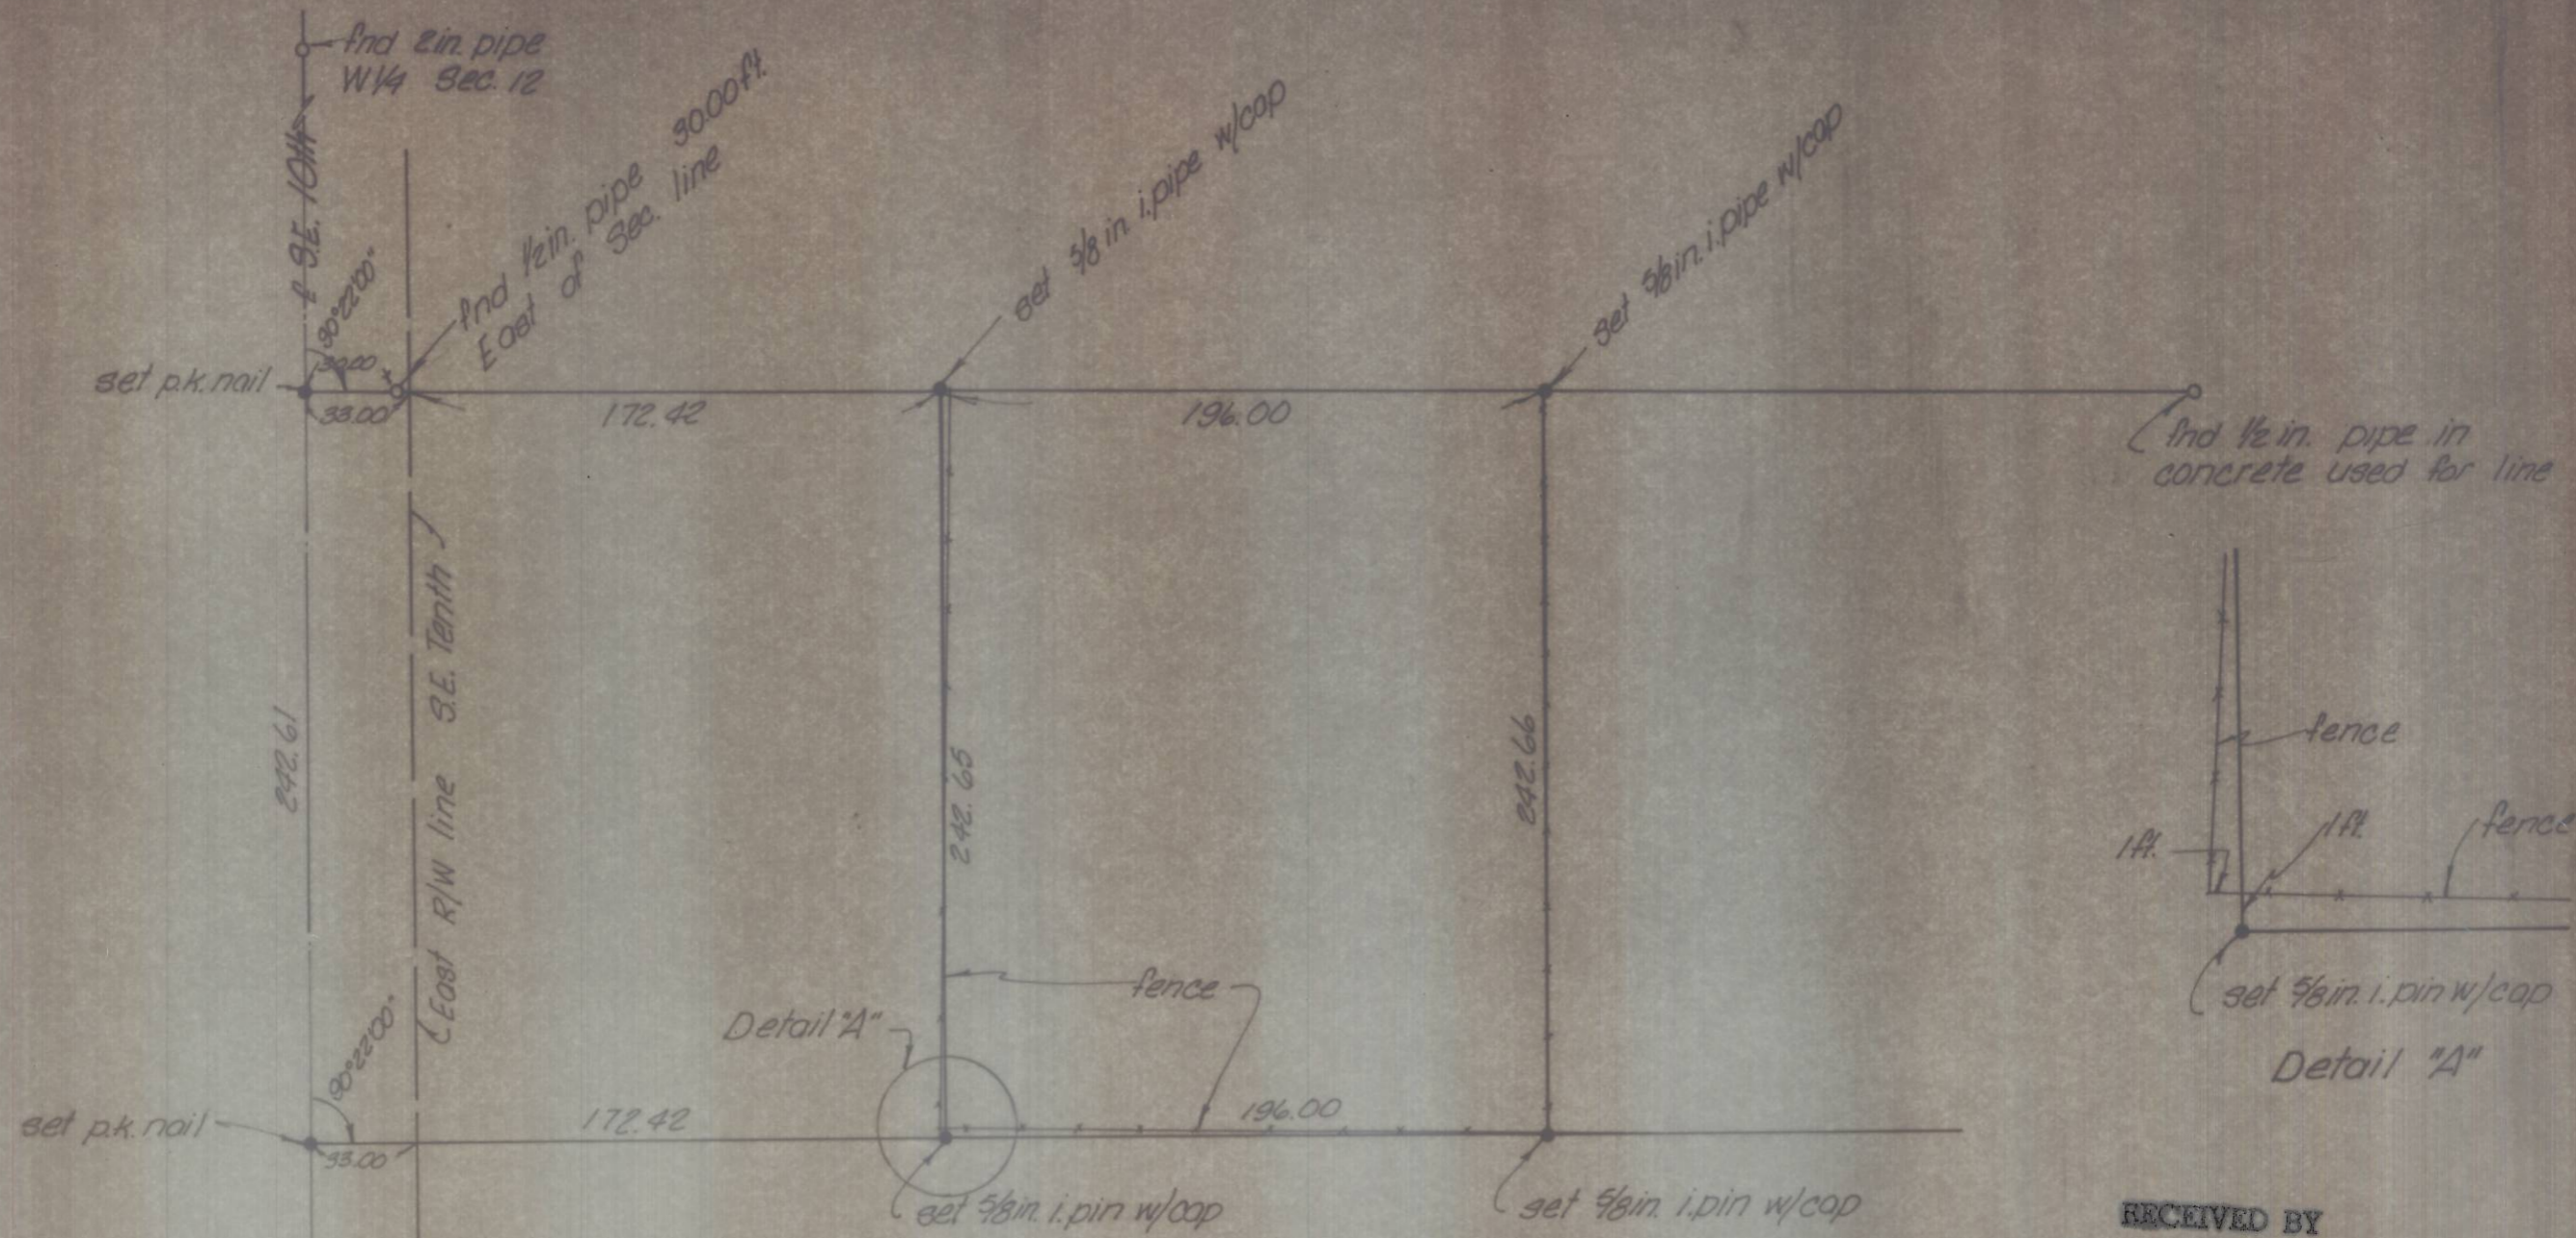 fnd 2in. pipe
W1/4 Sec. 12
S.E. 10th
90°22'00"
fnd 1/2in. pipe 30.00ft.
East of Sec. line
set 5/8 in i.pipe w/cap
set 5/8in. i.pipe w/cap
set p.k. nail
30.00
33.00
172.42
196.00
fnd 1/2 in. pipe in
concrete used for line
East R/W line S.E. Tenth
242.61
242.65
242.66
fence
1ft.
1ft.
fence
set 5/8in. i.pin w/cap
Detail "A"
fence
Detail "A"
90°22'00"
set p.k. nail
33.00
172.42
196.00
set 5/8in. i.pin w/cap
set 5/8in. i.pin w/cap
RECEIVED BY